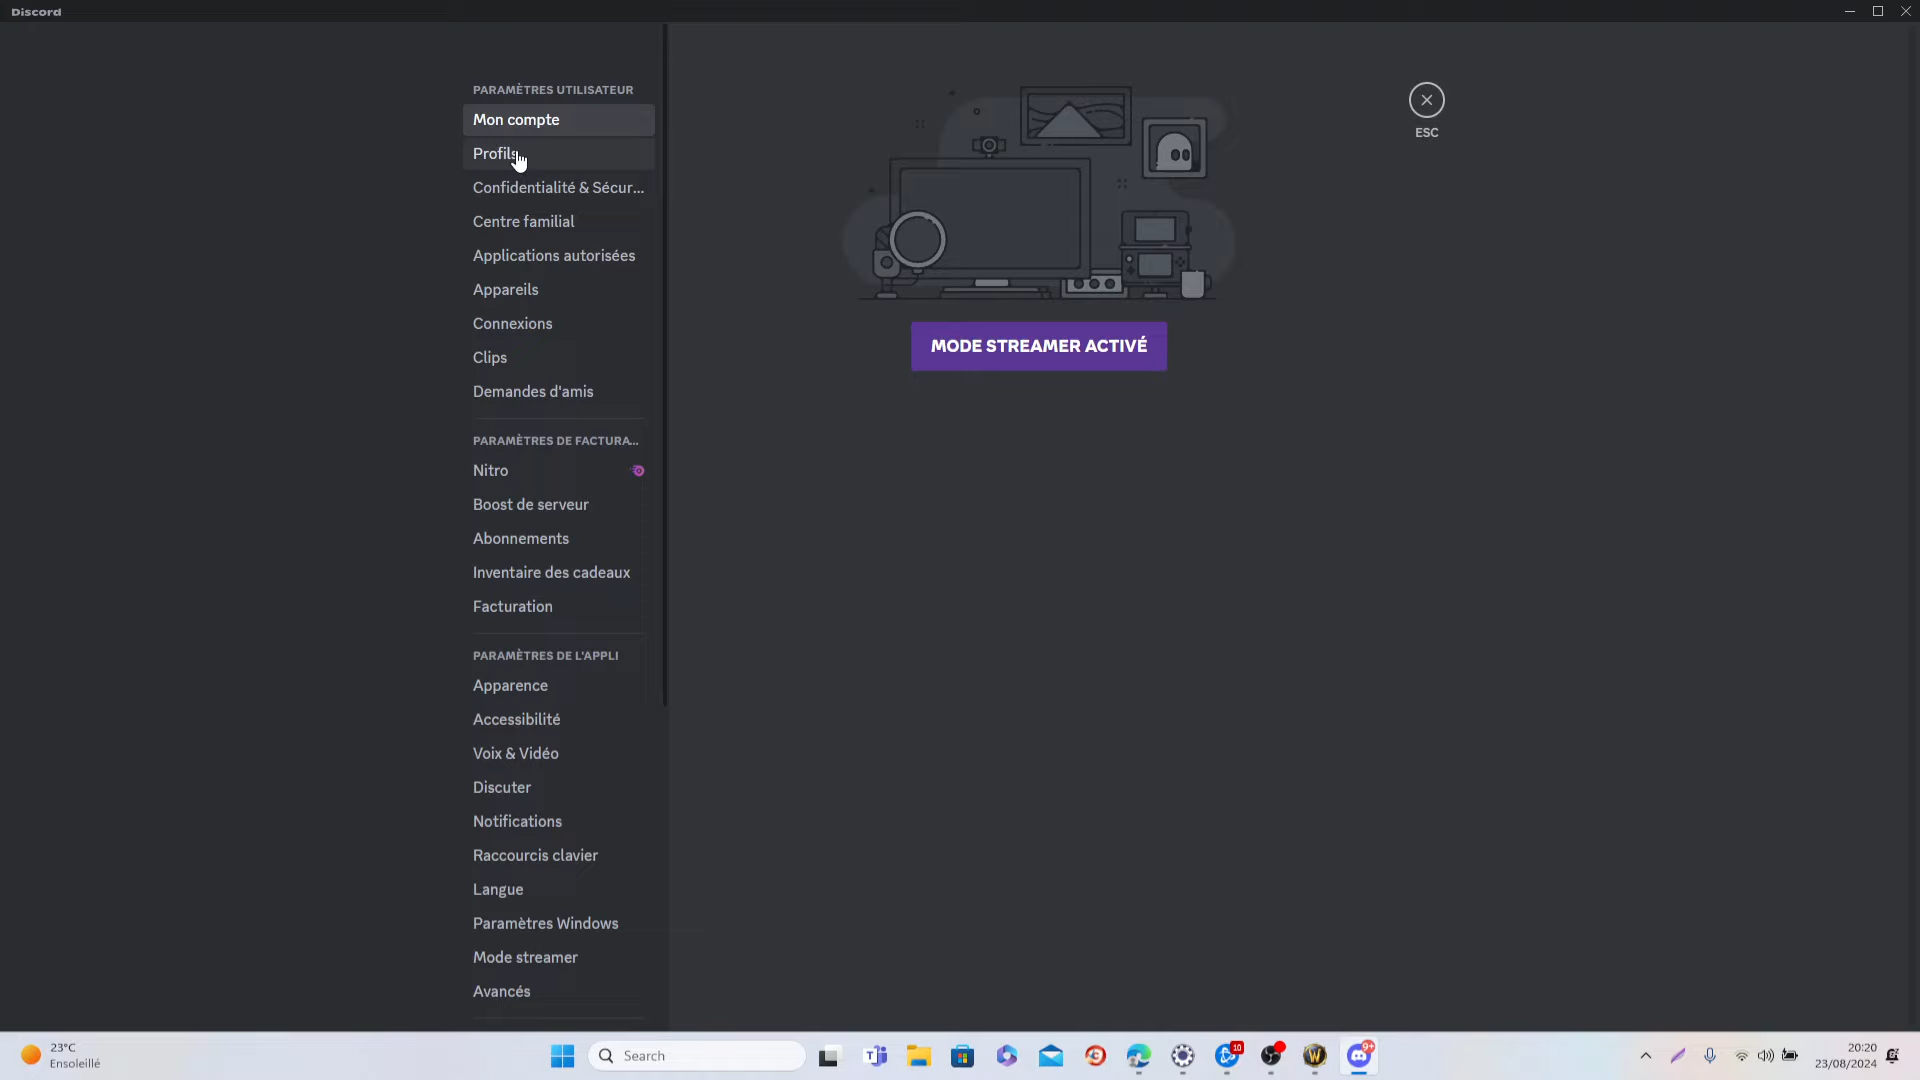 Discord
PARAMÈTRES UTILISATEUR
Mon compte
Profils
Confidentialité & Sécur...
Centre familial
Applications autorisées
Appareils
Connexions
Clips
Demandes d'amis
PARAMÈTRES DE FACTURA...
Nitro
Boost de serveur
Abonnements
Inventaire des cadeaux
Facturation
PARAMÈTRES DE L'APPLI
Apparence
Accessibilité
Voix & Vidéo
Discuter
Notifications
Raccourcis clavier
Langue
Paramètres Windows
Mode streamer
Avancés
ESC
MODE STREAMER ACTIVÉ
23°C
Ensoleillé
Search
10
9+
20:20
23/08/2024